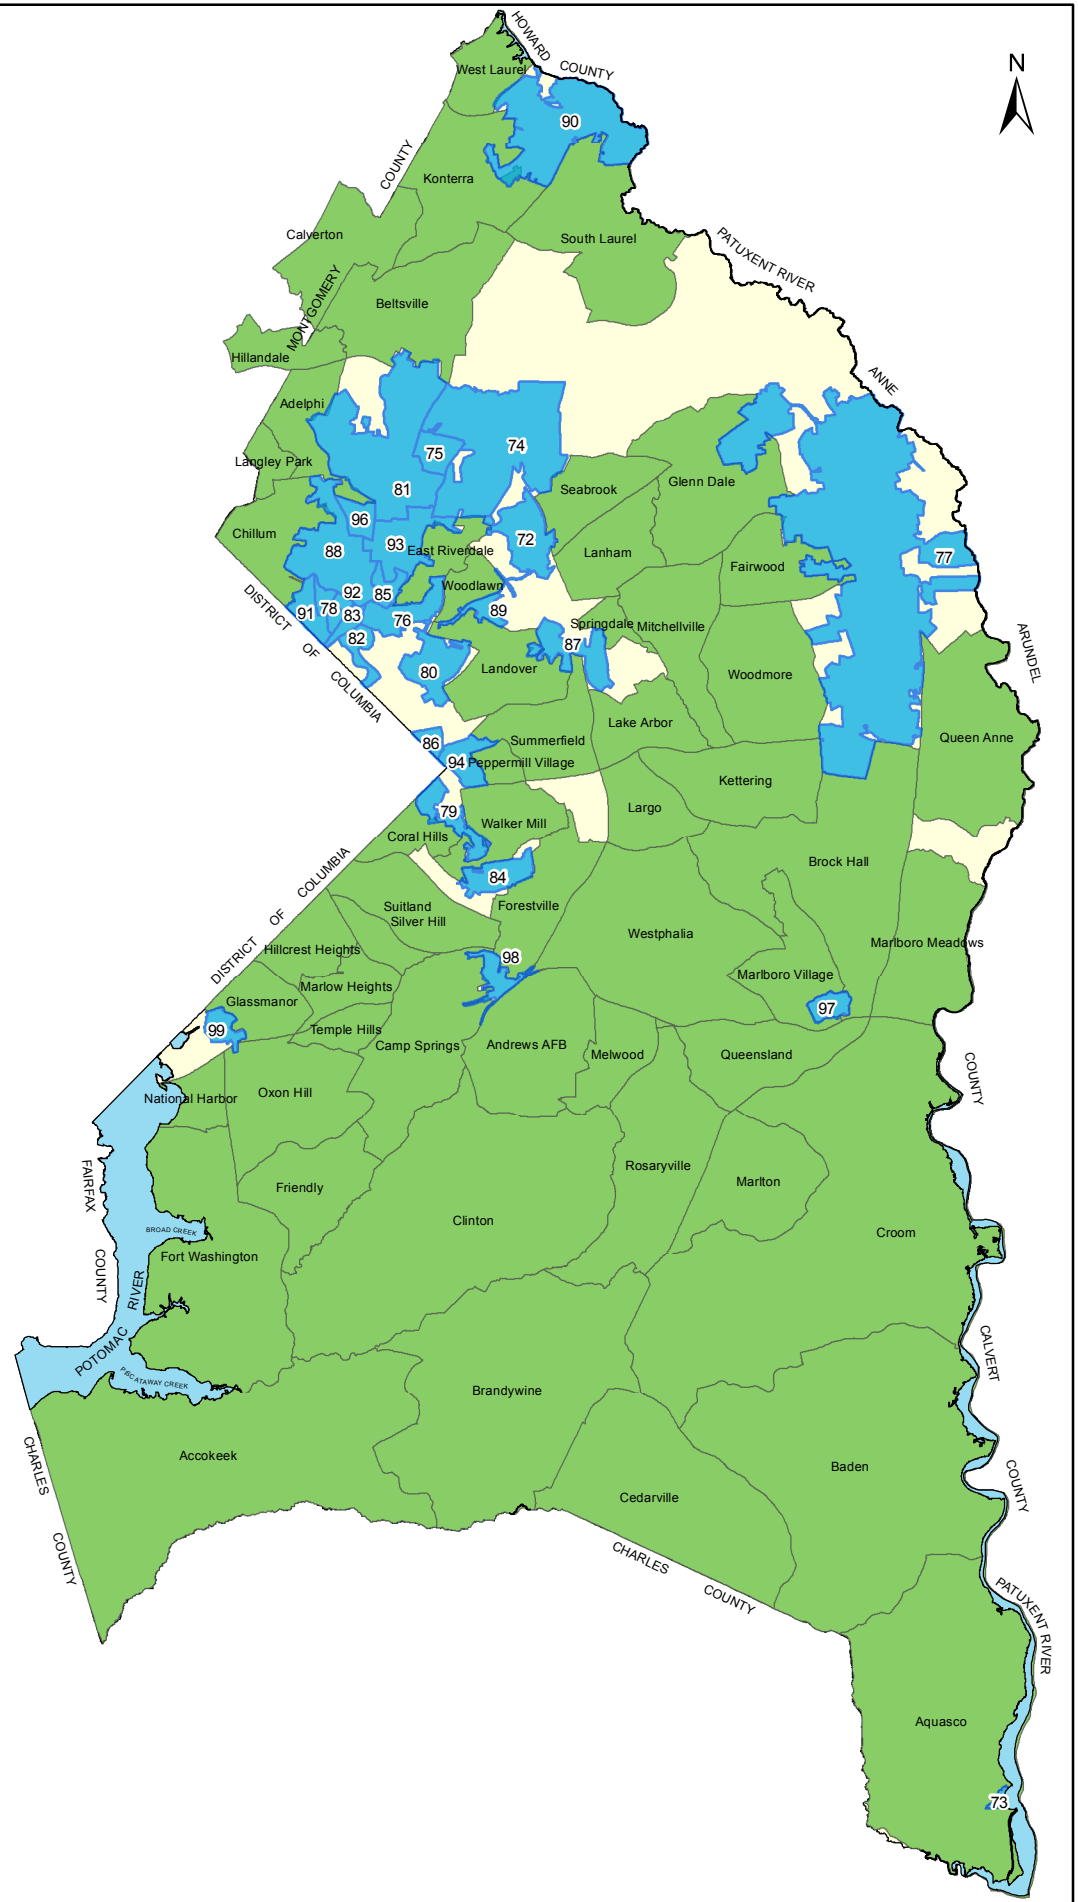 HOWARD COUNTY
N
West Laurel
90
COUNTY
Konterra
Calverton
South Laurel
PATUXENT RIVER
MONTGOMERY
Beltsville
Hillandale
ANNE
Adelphi
74
75
Langley Park
81
Seabrook
Glenn Dale
96
Chillum
88
93
East Riverdale
72
Lanham
77
Fairwood
Woodlawn
DISTRICT OF COLUMBIA
91
78
92
83
85
76
89
82
Springdale
Mitchellville
87
ARUNDEL
80
Landover
Woodmore
Lake Arbor
86
Summerfield
Queen Anne
94
Peppermill Village
Kettering
79
Largo
Coral Hills
Walker Mill
Brock Hall
DISTRICT OF COLUMBIA
84
Suitland
Silver Hill
Forestville
Westphalia
Marlboro Meadows
Hillcrest Heights
98
Marlboro Village
Marlow Heights
Glassmanor
97
99
Temple Hills
Camp Springs
Andrews AFB
Melwood
Queensland
COUNTY
National Harbor
Oxon Hill
FAIRFAX COUNTY
Rosaryville
Marlton
Friendly
Clinton
Croom
BROAD CREEK
Fort Washington
POTOMAC RIVER
CALVERT COUNTY
PISCATAWAY CREEK
Brandywine
Accokeek
Baden
CHARLES COUNTY
Cedarville
CHARLES COUNTY
PATUXENT RIVER
Aquasco
73